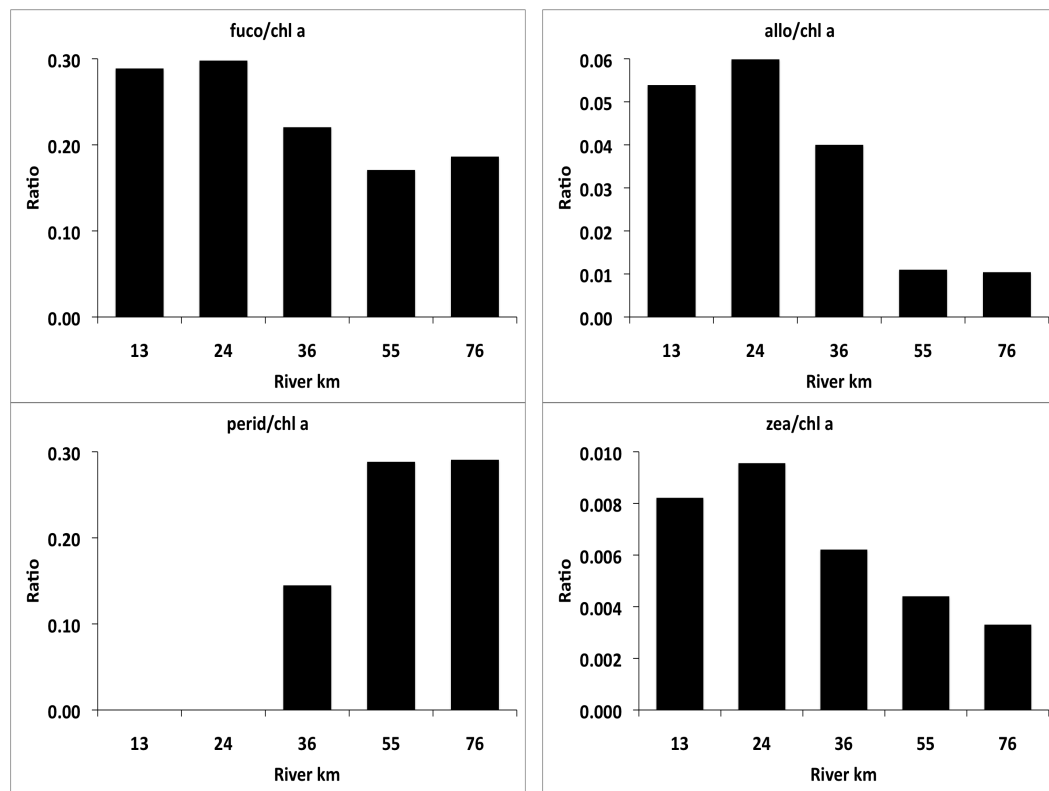 fuco/chl a
0.30
0.20
0.10
0.00
Ratio
13 24 36 55 76
River km
allo/chl a
0.06
0.05
0.04
0.03
0.02
0.01
0.00
Ratio
13 24 36 55 76
River km
perid/chl a
0.30
0.20
0.10
0.00
Ratio
13 24 36 55 76
River km
zea/chl a
0.010
0.008
0.006
0.004
0.002
0.000
Ratio
13 24 36 55 76
River km